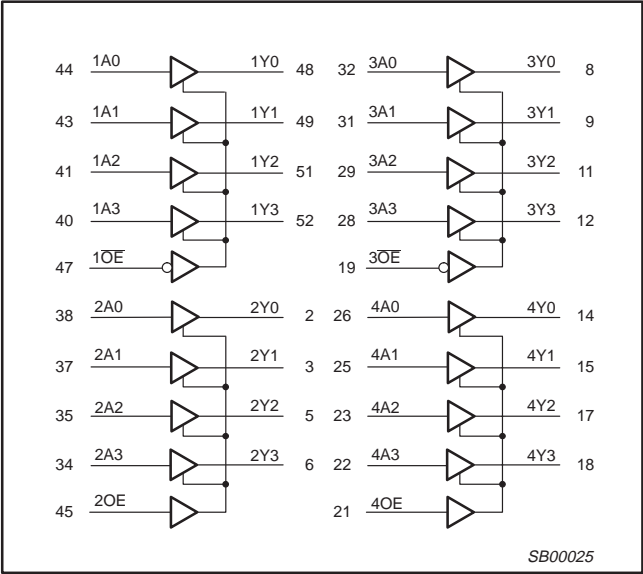 44 1A0 1Y0 48 32 3A0 3Y0 8
43 1A1 1Y1 49 31 3A1 3Y1 9
41 1A2 1Y2 51 29 3A2 3Y2 11
40 1A3 1Y3 52 28 3A3 3Y3 12
47 1O̅E̅ 19 3O̅E̅
38 2A0 2Y0 2 26 4A0 4Y0 14
37 2A1 2Y1 3 25 4A1 4Y1 15
35 2A2 2Y2 5 23 4A2 4Y2 17
34 2A3 2Y3 6 22 4A3 4Y3 18
45 2OE 21 4OE
SB00025